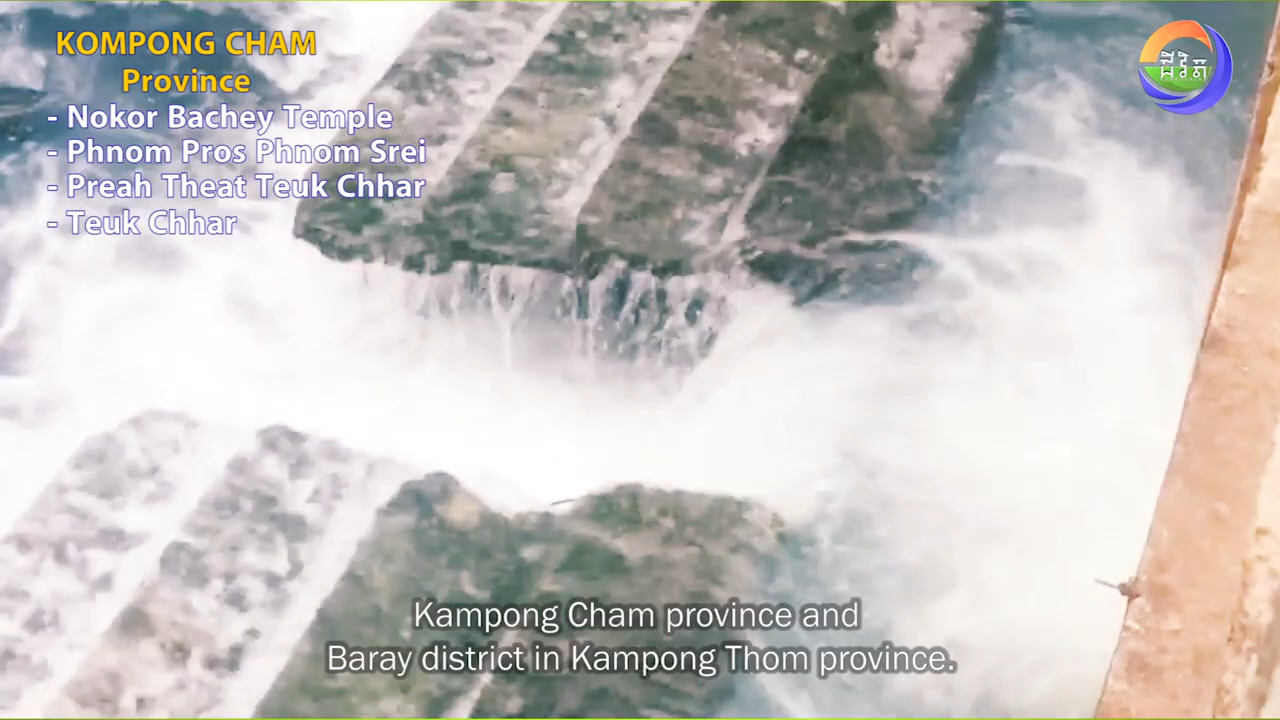 KOMPONG CHAM
Province
- Nokor Bachey Temple
- Phnom Pros Phnom Srei
- Preah Theat Teuk Chhar
- Teuk Chhar
Kampong Cham province and
Baray district in Kampong Thom province.